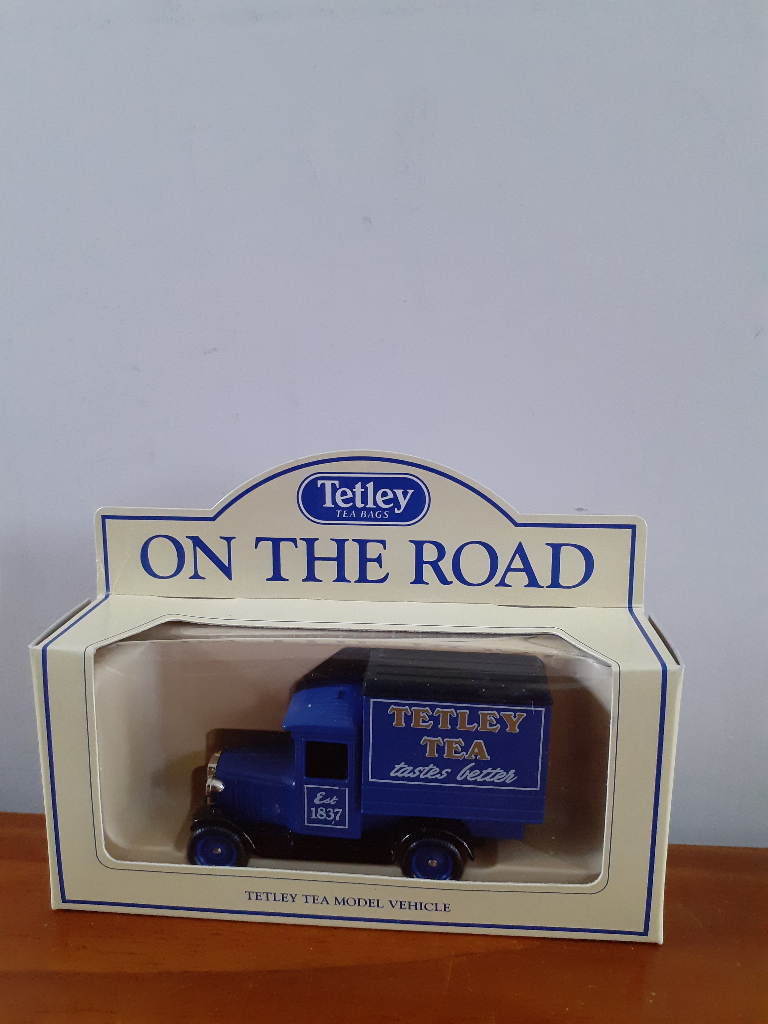 Tetley
TEA BAGS
ON THE ROAD
TETLEY
TEA
tastes better
Est
1837
TETLEY TEA MODEL VEHICLE